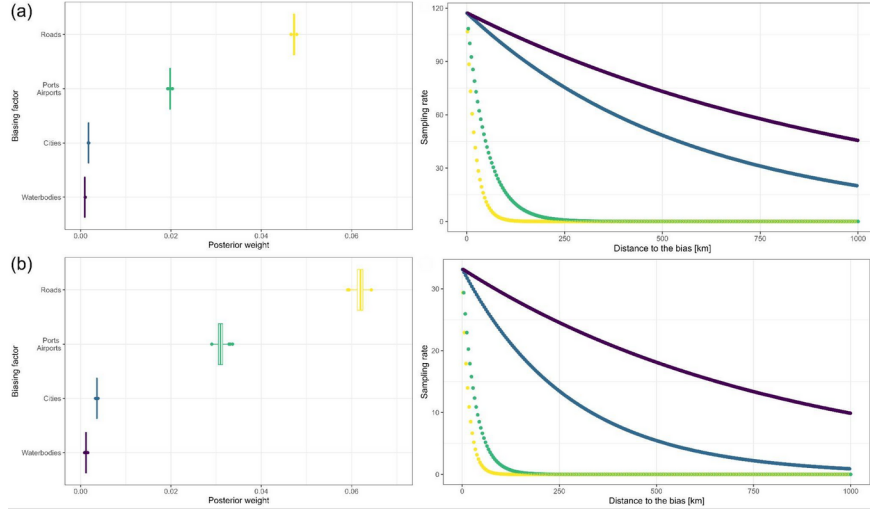 (a)
Biasing factor
Roads
Ports
Airports
Cities
Waterbodies
0.00 0.02 0.04 0.06
Posterior weight
Sampling rate
120
90
60
30
0
0 250 500 750 1000
Distance to the bias [km]
(b)
Biasing factor
Roads
Ports
Airports
Cities
Waterbodies
0.00 0.02 0.04 0.06
Posterior weight
Sampling rate
30
20
10
0
0 250 500 750 1000
Distance to the bias [km]